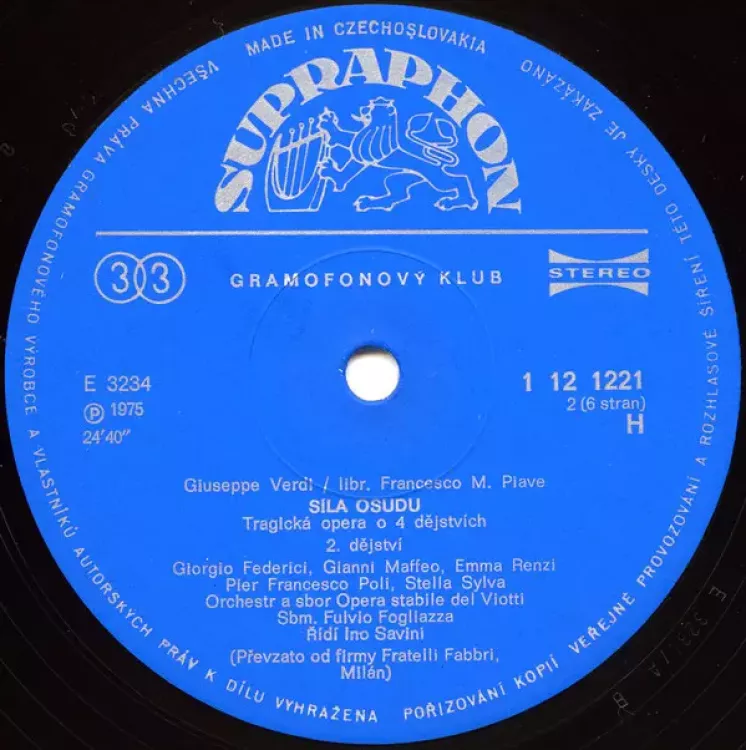 MADE IN CZECHOSLOVAKIA
VŠECHNA PRÁVA GRAMOFONOVÉHO VÝROBCE A VLASTNÍKŮ AUTORSKÝCH PRÁV K DÍLU VYHRAŽENA POŘIZOVÁNÍ KOPIÍ VEŘEJNÉ PROVOZOVÁNÍ A ROZHLASOVÉ ŠÍŘENÍ TÉTO DESKY JE ZAKÁZÁNO
SUPRAPHON
33
GRAMOFONOVÝ KLUB
STEREO
E 3234
1 12 1221
Ⓟ 1975
2 (6 stran)
24′40″
H
Giuseppe Verdi / libr. Francesco M. Piave
SÍLA OSUDU
Tragická opera o 4 dějstvích
2. dějství
Giorgio Federici, Gianni Maffeo, Emma Renzi
Pier Francesco Poli, Stella Sylva
Orchestr a sbor Opera stabile del Viotti
Sbm. Fulvio Fogliazza
Řídí Ino Savini
(Převzato od firmy Fratelli Fabbri,
Milán)